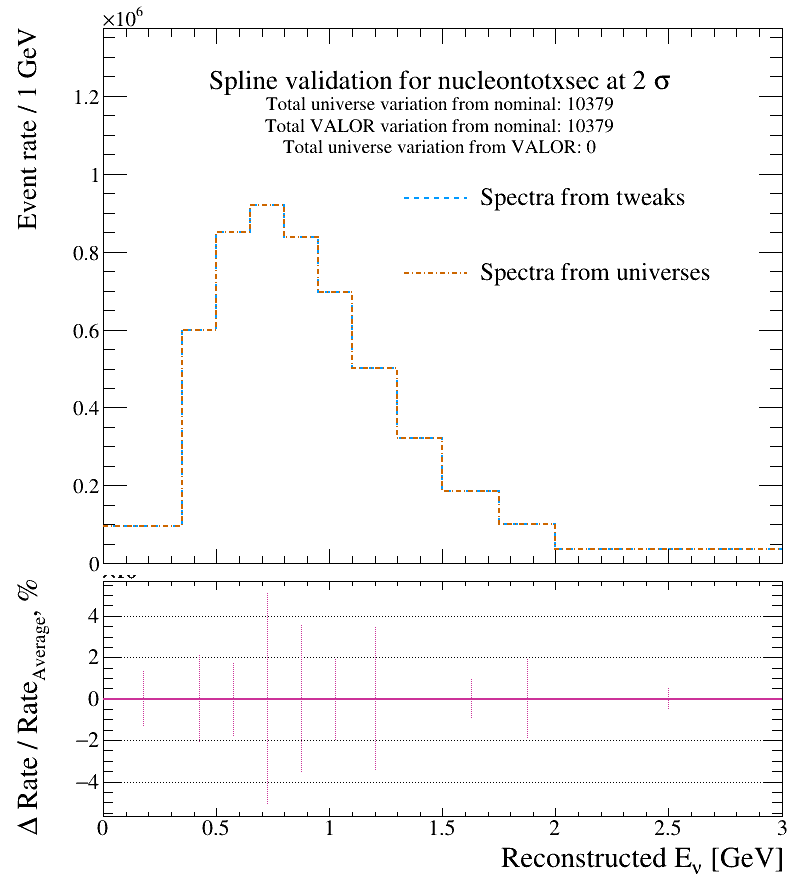 ×10⁶
Event rate / 1 GeV
Spline validation for nucleontotxsec at 2 σ
Total universe variation from nominal: 10379
Total VALOR variation from nominal: 10379
Total universe variation from VALOR: 0
Spectra from tweaks
Spectra from universes
1.2
1
0.8
0.6
0.4
0.2
0
Δ Rate / Rate_Average, %
4
2
0
−2
−4
0 0.5 1 1.5 2 2.5 3
Reconstructed E_ν [GeV]